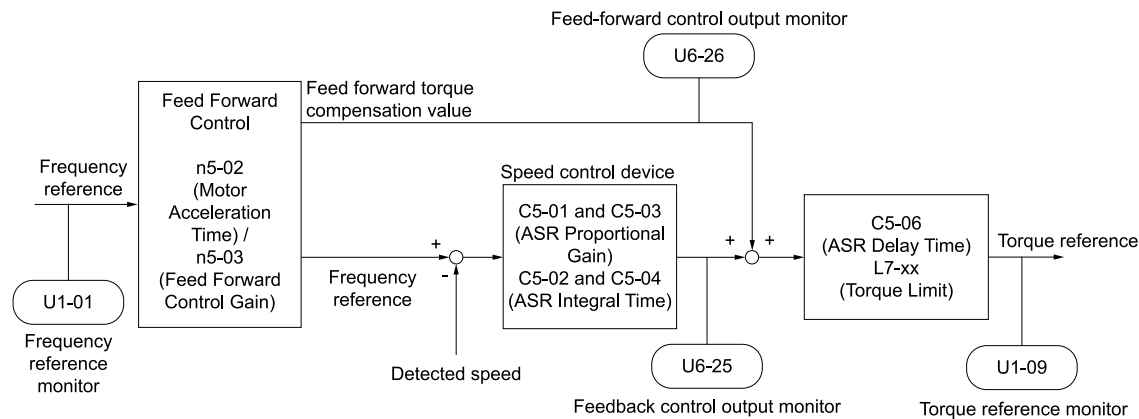 Feed-forward control output monitor
U6-26
Feed forward torque
compensation value
Feed Forward
Control
n5-02
(Motor
Acceleration
Time) /
n5-03
(Feed Forward
Control Gain)
Frequency
reference
U1-01
Frequency
reference
monitor
Frequency
reference
+
-
Detected speed
Speed control device
C5-01 and C5-03
(ASR Proportional
Gain)
C5-02 and C5-04
(ASR Integral Time)
U6-25
Feedback control output monitor
+
+
C5-06
(ASR Delay Time)
L7-xx
(Torque Limit)
Torque reference
U1-09
Torque reference monitor